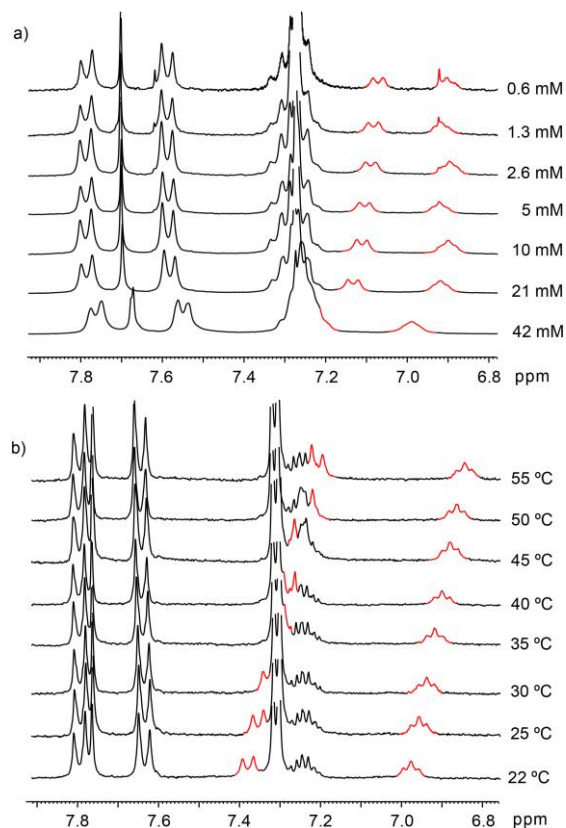 a)
0.6 mM
1.3 mM
2.6 mM
5 mM
10 mM
21 mM
42 mM
7.8 7.6 7.4 7.2 7.0 6.8 ppm
b)
55 ºC
50 ºC
45 ºC
40 ºC
35 ºC
30 ºC
25 ºC
22 ºC
7.8 7.6 7.4 7.2 7.0 6.8 ppm